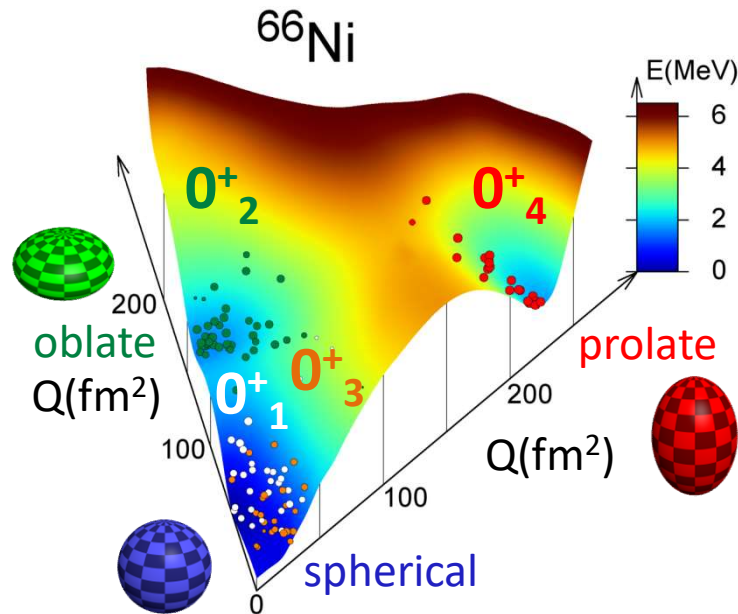 ⁶⁶Ni
E(MeV)
6
4
2
0
0⁺₂
0⁺₄
200
oblate
Q(fm²)
0⁺₁
0⁺₃
prolate
200
Q(fm²)
100
100
spherical
0